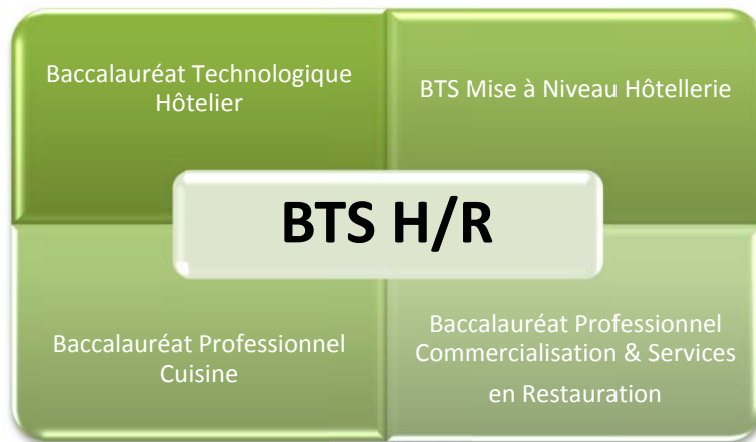 Baccalauréat Technologique
Hôtelier
BTS Mise à Niveau Hôtellerie
BTS H/R
Baccalauréat Professionnel
Cuisine
Baccalauréat Professionnel
Commercialisation & Services
en Restauration